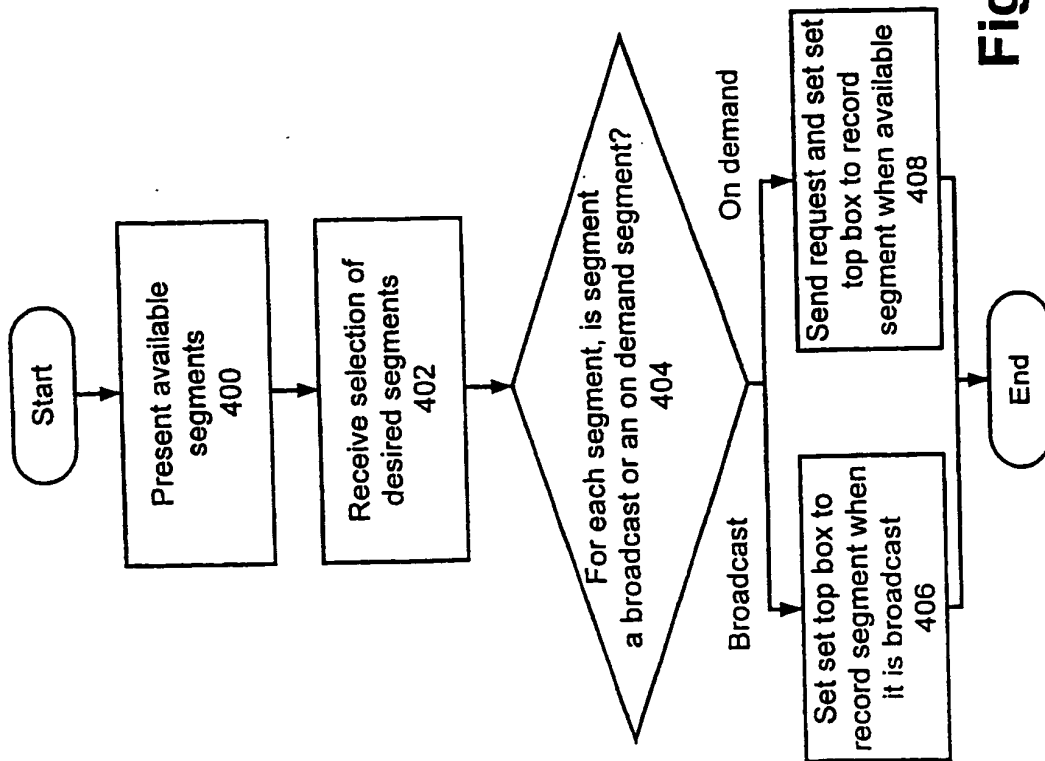 Start
Present available
segments
400
Receive selection of
desired segments
402
For each segment, is segment
a broadcast or an on demand segment?
404
Broadcast
On demand
Set set top box to
record segment when
it is broadcast
406
Send request and set set
top box to record
segment when available
408
End
Fig